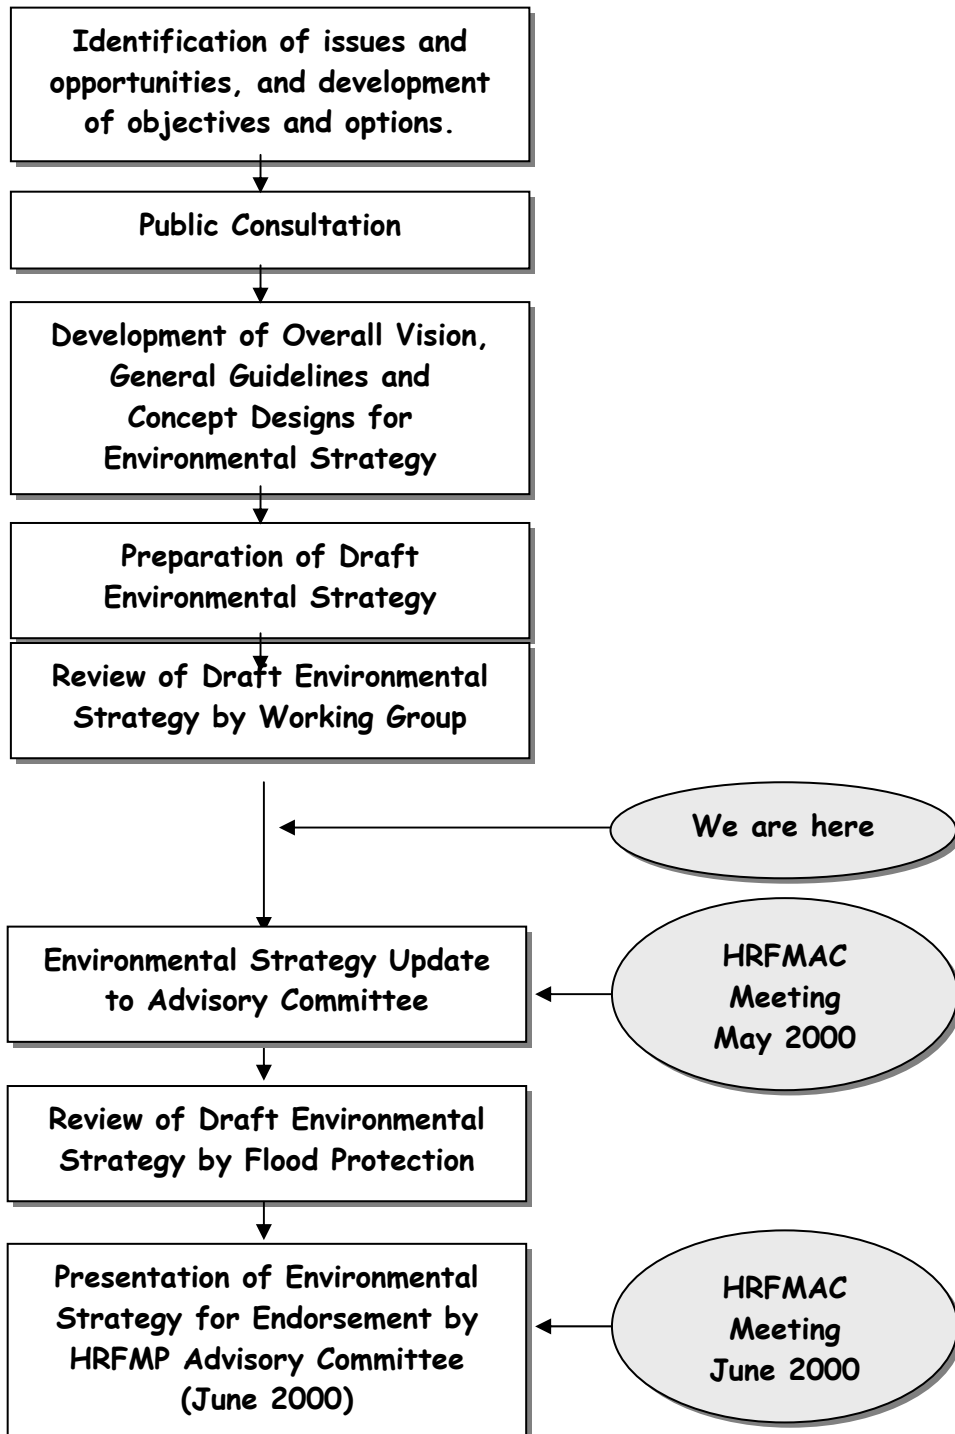 Identification of issues and
opportunities, and development
of objectives and options.
Public Consultation
Development of Overall Vision,
General Guidelines and
Concept Designs for
Environmental Strategy
Preparation of Draft
Environmental Strategy
Review of Draft Environmental
Strategy by Working Group
We are here
Environmental Strategy Update
to Advisory Committee
HRFMAC
Meeting
May 2000
Review of Draft Environmental
Strategy by Flood Protection
Presentation of Environmental
Strategy for Endorsement by
HRFMP Advisory Committee
(June 2000)
HRFMAC
Meeting
June 2000